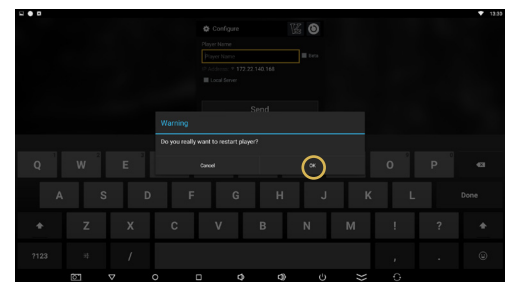 13:33
Configure
Player Name
Player Name
Beta
172.22.140.168
Local Server
Send
Warning
Do you really want to restart player?
Cancel
OK
Q W E O P
A S D F G H J K L Done
Z X C V B N M ! ?
?123 / , .